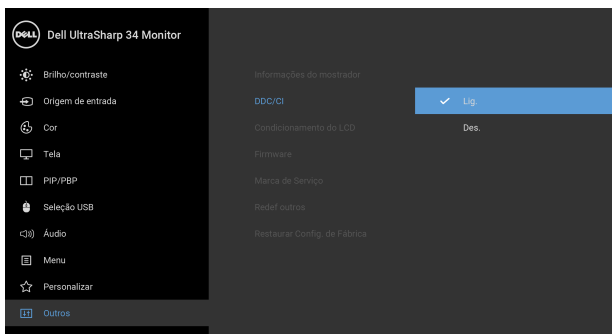 DELL Dell UltraSharp 34 Monitor
Brilho/contraste
Informações do mostrador
Origem de entrada
DDC/CI
Lig.
Cor
Condicionamento do LCD
Des.
Tela
Firmware
PIP/PBP
Marca de Serviço
Seleção USB
Redef outros
Áudio
Restaurar Config. de Fábrica
Menu
Personalizar
Outros